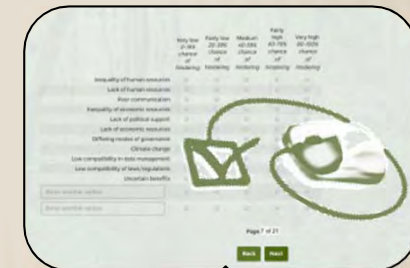 Very low Fairly low Medium Fairly high Very high
0-19% 20-39% 40-59% 60-79% 80-100%
chance of hindering chance of hindering chance of hindering chance of hindering chance of hindering
Inequality of human resources
Lack of human resources
Poor communication
Inequality of economic resources
Lack of political support
Lack of economic resources
Differing modes of governance
Climate change
Low compatibility in data management
Low compatibility of laws/regulations
Uncertain benefits
Enter another option
Enter another option
Page 7 of 21
Back Next